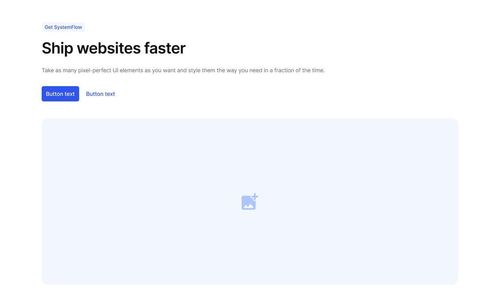 Get SystemFlow
Ship websites faster
Take as many pixel-perfect UI elements as you want and style them the way you need in a fraction of the time.
Button text
Button text